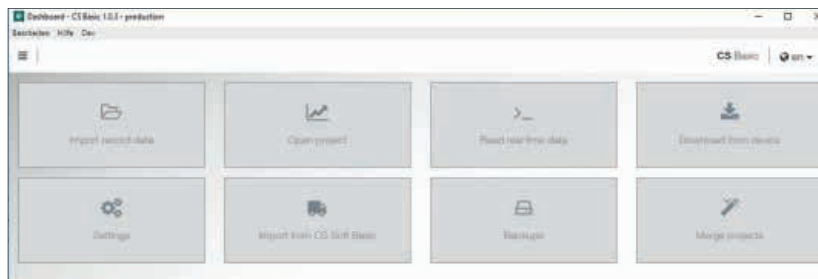 Dashboard - CS Basic 1.0.5 - production
Bearbeiten Hilfe Dev
CS Basic en
Import record data Open project Read real time data Download from device
Settings Import from CS Soft Basic Backups Merge projects